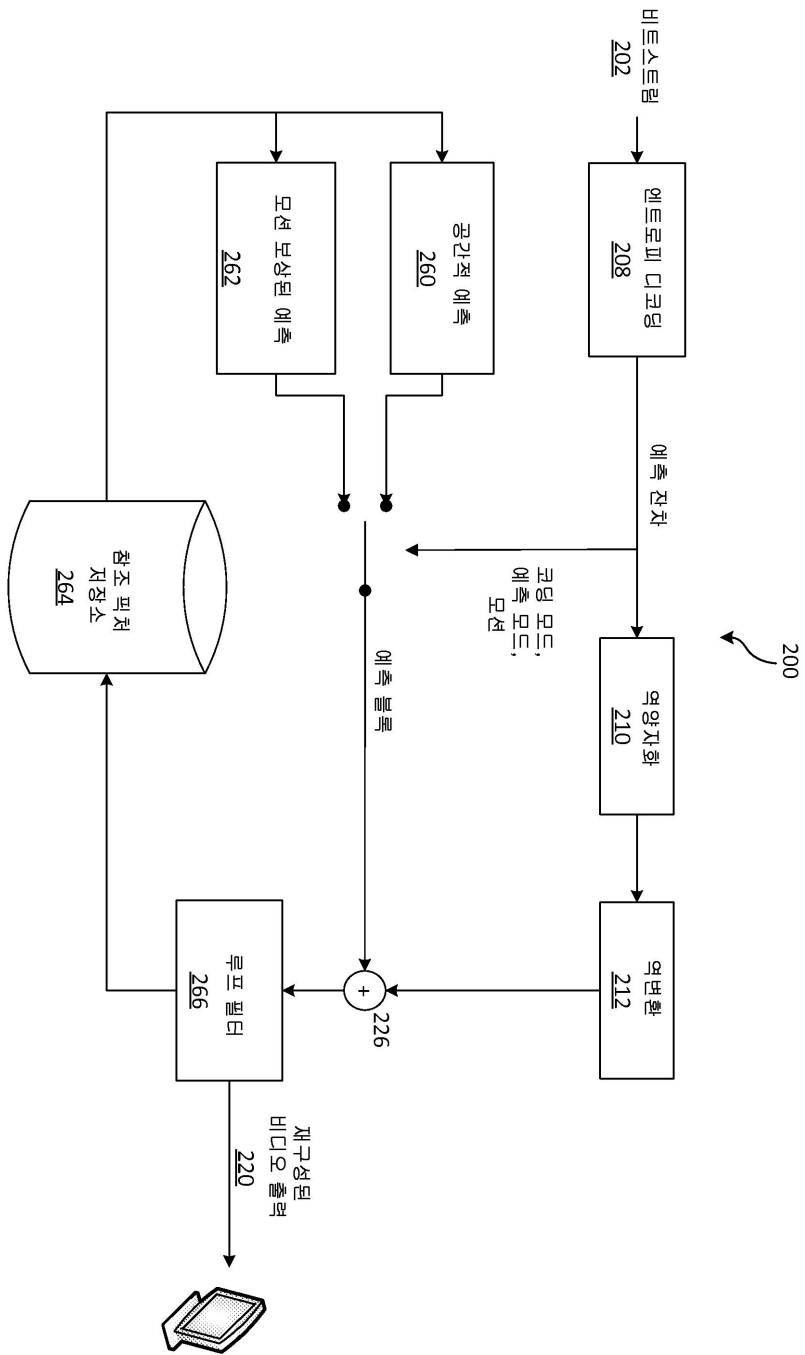 200
비트스트림
202
엔트로피 디코딩
208
예측 잔차
역양자화
210
역변환
212
코딩 모드,
예측 모드,
모션
공간적 예측
260
모션 보상된 예측
262
예측 블록
+
226
루프 필터
266
재구성된
비디오 출력
220
참조 픽처
저장소
264